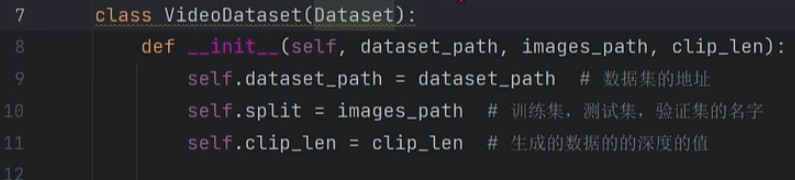 7 class VideoDataset(Dataset):
8 def __init__(self, dataset_path, images_path, clip_len):
9 self.dataset_path = dataset_path # 数据集的地址
10 self.split = images_path # 训练集，测试集，验证集的名字
11 self.clip_len = clip_len # 生成的数据的的深度的值
12